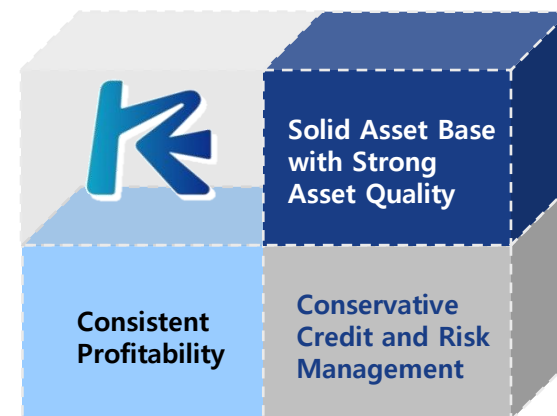 Solid Asset Base
with Strong
Asset Quality
Consistent
Profitability
Conservative
Credit and Risk
Management